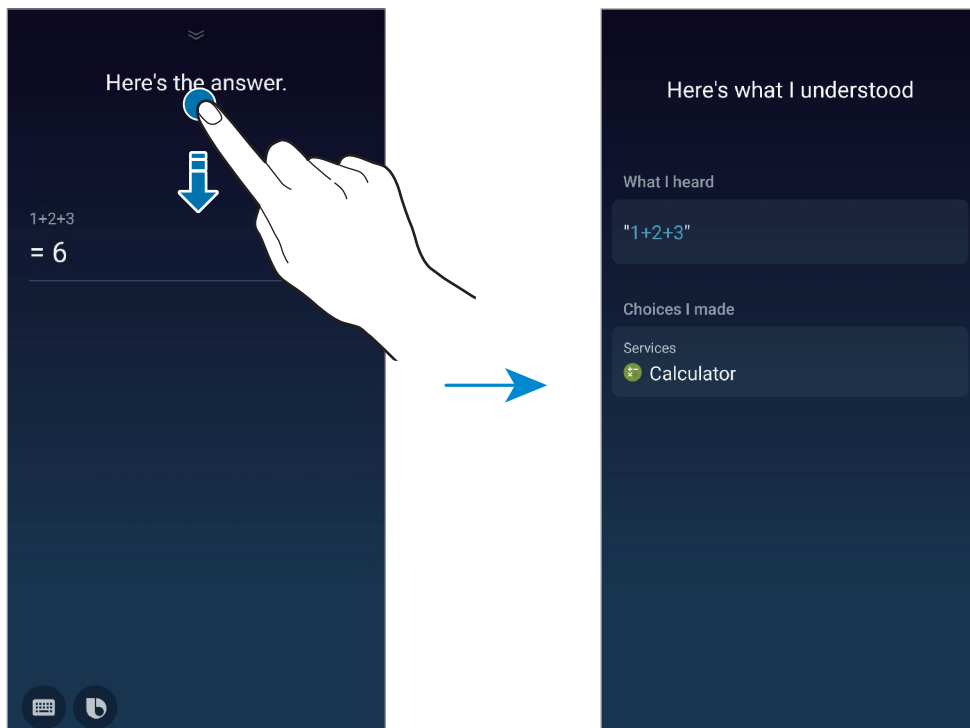 Here's the answer.
1+2+3
= 6
Here's what I understood
What I heard
"1+2+3"
Choices I made
Services
Calculator